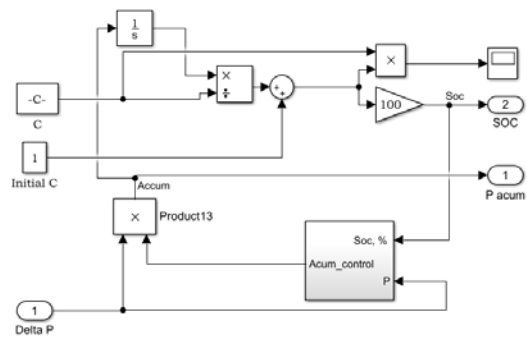 1
s
×
÷
×
-C-
C
+
+
100
Soc
2
SOC
1
Initial C
Accum
1
P acum
×
Product13
Soc, %
Acum_control
P
1
Delta P